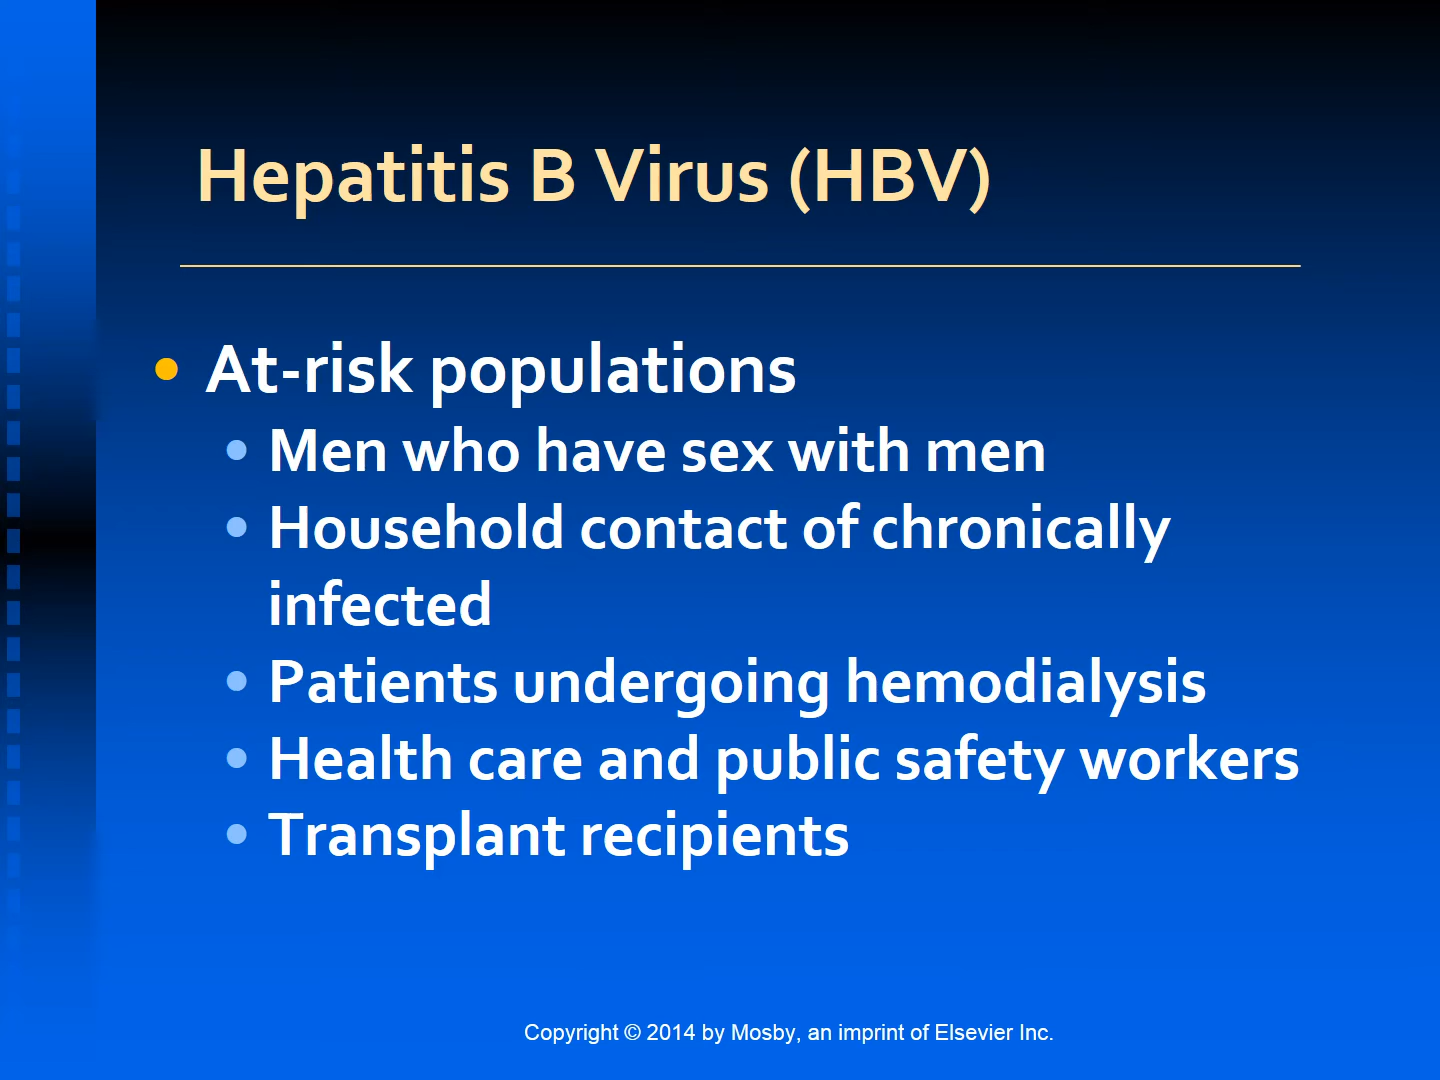 Hepatitis B Virus (HBV)
• At-risk populations
• Men who have sex with men
• Household contact of chronically
infected
• Patients undergoing hemodialysis
• Health care and public safety workers
• Transplant recipients
Copyright © 2014 by Mosby, an imprint of Elsevier Inc.